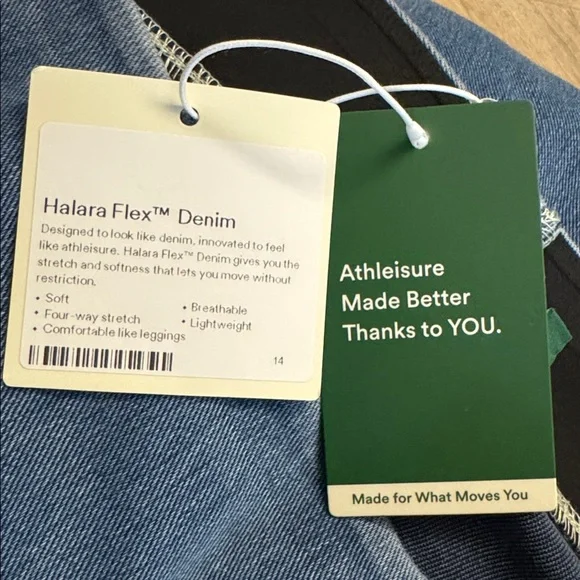 Halara Flex™ Denim
Designed to look like denim, innovated to feel
like athleisure. Halara Flex™ Denim gives you the
stretch and softness that lets you move without
restriction.
• Soft
• Four-way stretch
• Comfortable like leggings
• Breathable
• Lightweight
14
Athleisure
Made Better
Thanks to YOU.
Made for What Moves You